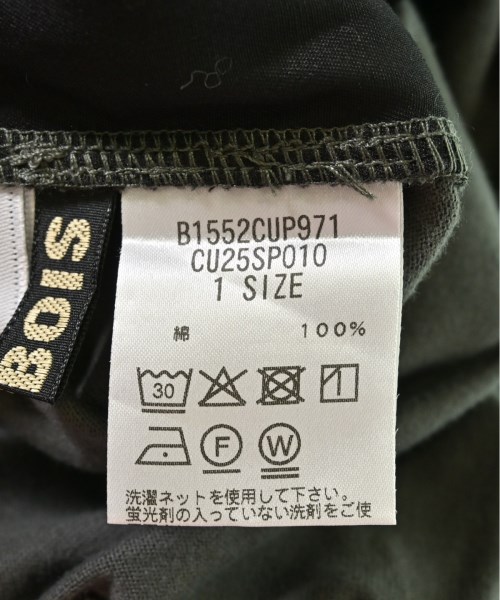 B1552CUP971
CU25SP010
1 SIZE
綿 100%
30
F W
洗濯ネットを使用して下さい。
蛍光剤の入っていない洗剤をご使
BOIS